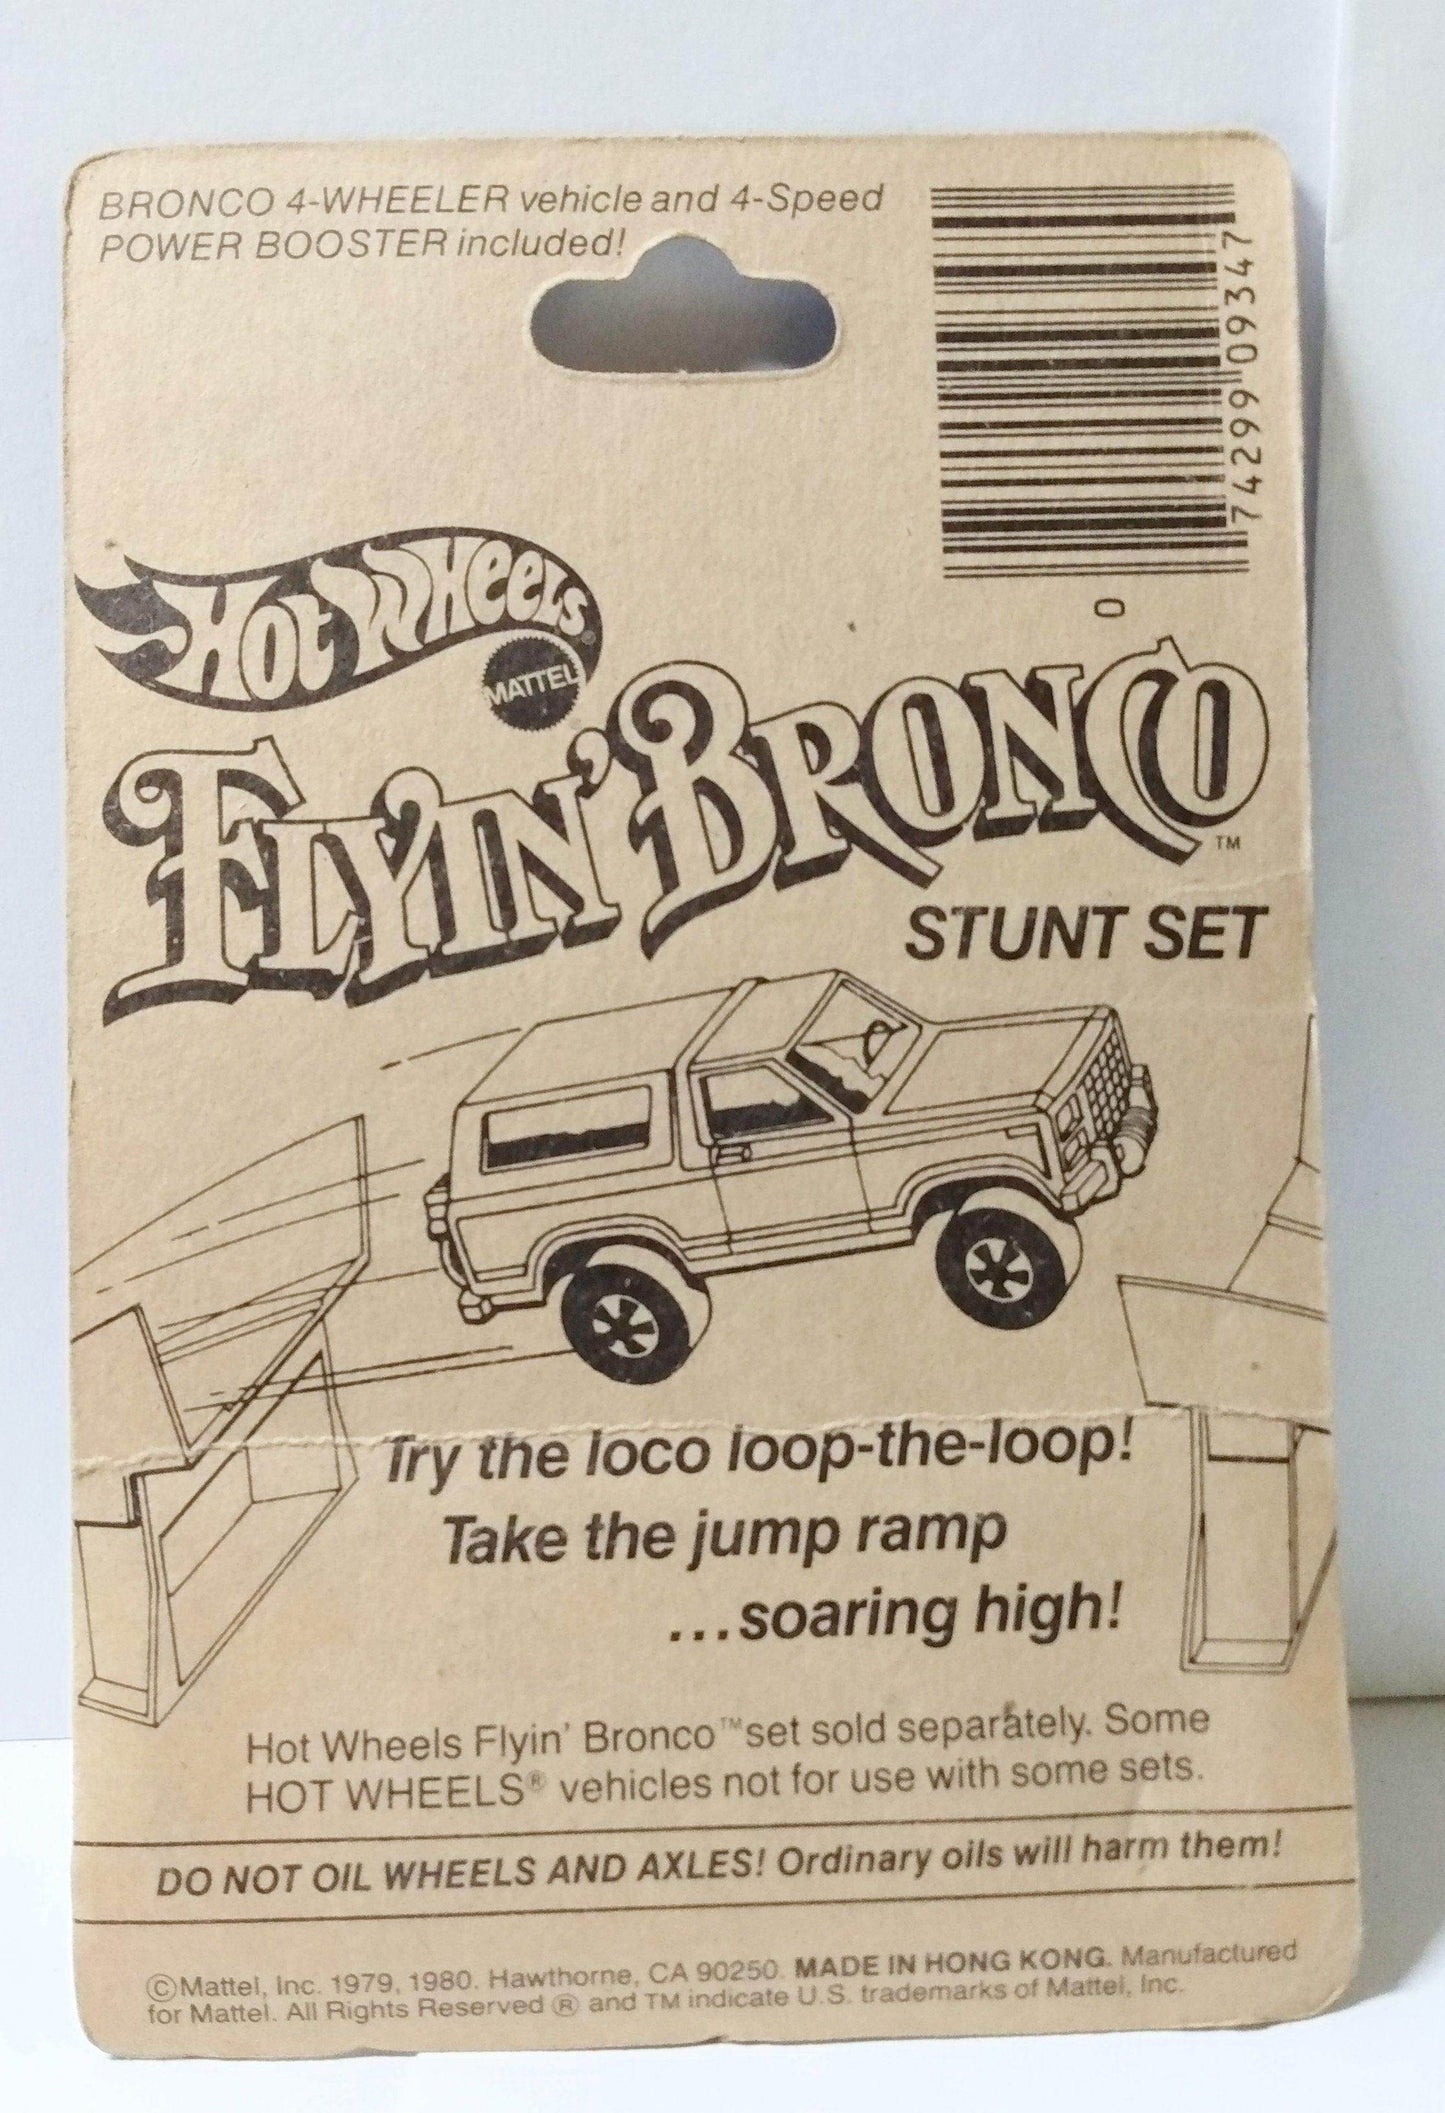 BRONCO 4-WHEELER vehicle and 4-Speed
POWER BOOSTER included!
74299 09347
0
HOT WHEELS®
MATTEL
FLYIN' BRONCO™
STUNT SET
Try the loco loop-the-loop!
Take the jump ramp
...soaring high!
Hot Wheels Flyin' Bronco™ set sold separately. Some
HOT WHEELS® vehicles not for use with some sets.
DO NOT OIL WHEELS AND AXLES! Ordinary oils will harm them!
©Mattel, Inc. 1979, 1980. Hawthorne, CA 90250. MADE IN HONG KONG. Manufactured
for Mattel. All Rights Reserved ® and TM indicate U.S. trademarks of Mattel, Inc.